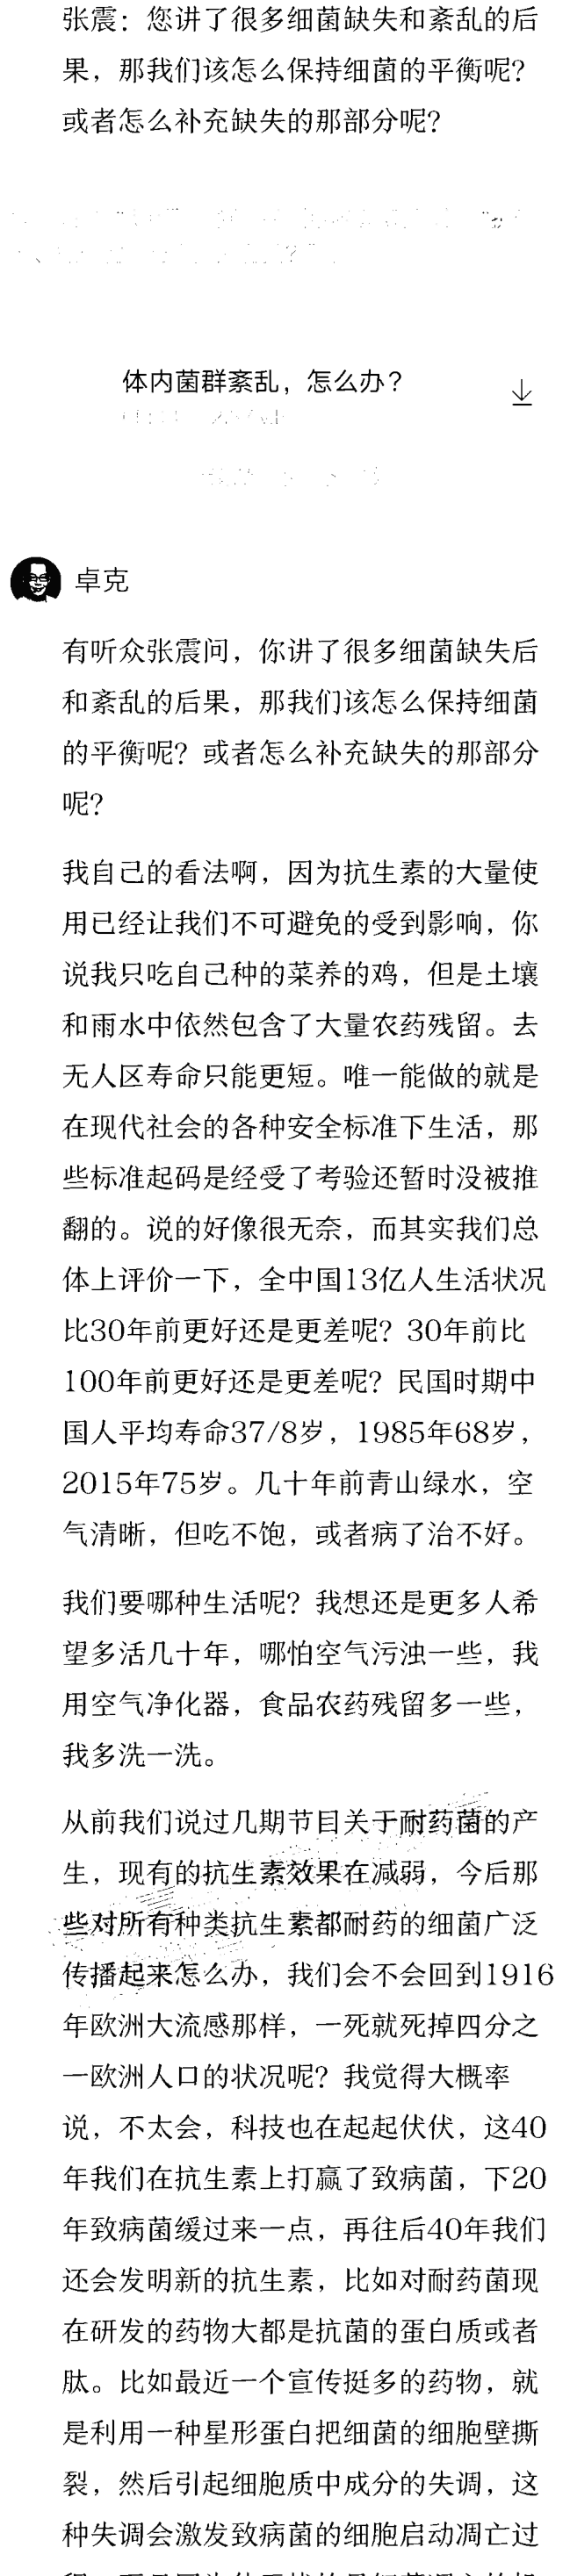 张震：您讲了很多细菌缺失和紊乱的后
果，那我们该怎么保持细菌的平衡呢？
或者怎么补充缺失的那部分呢？
体内菌群紊乱，怎么办？
卓克
有听众张震问，你讲了很多细菌缺失后
和紊乱的后果，那我们该怎么保持细菌
的平衡呢？或者怎么补充缺失的那部分
呢？
我自己的看法啊，因为抗生素的大量使
用已经让我们不可避免的受到影响，你
说我只吃自己种的菜养的鸡，但是土壤
和雨水中依然包含了大量农药残留。去
无人区寿命只能更短。唯一能做的就是
在现代社会的各种安全标准下生活，那
些标准起码是经受了考验还暂时没被推
翻的。说的好像很无奈，而其实我们总
体上评价一下，全中国13亿人生活状况
比30年前更好还是更差呢？30年前比
100年前更好还是更差呢？民国时期中
国人平均寿命37/8岁，1985年68岁，
2015年75岁。几十年前青山绿水，空
气清晰，但吃不饱，或者病了治不好。
我们要哪种生活呢？我想还是更多人希
望多活几十年，哪怕空气污浊一些，我
用空气净化器，食品农药残留多一些，
我多洗一洗。
从前我们说过几期节目关于耐药菌的产
生，现有的抗生素效果在减弱，今后那
些对所有种类抗生素都耐药的细菌广泛
传播起来怎么办，我们会不会回到1916
年欧洲大流感那样，一死就死掉四分之
一欧洲人口的状况呢？我觉得大概率
说，不太会，科技也在起起伏伏，这40
年我们在抗生素上打赢了致病菌，下20
年致病菌缓过来一点，再往后40年我们
还会发明新的抗生素，比如对耐药菌现
在研发的药物大都是抗菌的蛋白质或者
肽。比如最近一个宣传挺多的药物，就
是利用一种星形蛋白把细菌的细胞壁撕
裂，然后引起细胞质中成分的失调，这
种失调会激发致病菌的细胞启动凋亡过